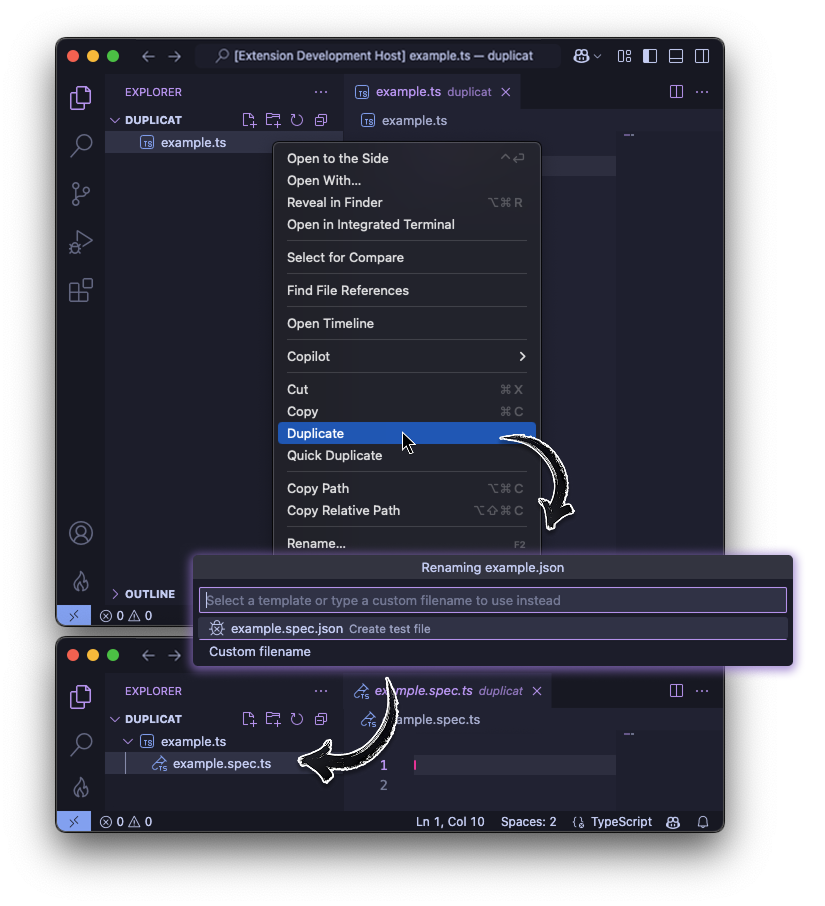 [Extension Development Host] example.ts — duplicat
EXPLORER
example.ts duplicat
DUPLICAT
example.ts
TS example.ts
Open to the Side ^⏎
Open With...
Reveal in Finder ⌥⌘R
Open in Integrated Terminal
Select for Compare
Find File References
Open Timeline
Copilot
Cut ⌘X
Copy ⌘C
Duplicate
Quick Duplicate
Copy Path ⌥⌘C
Copy Relative Path ⌥⇧⌘C
Rename... F2
OUTLINE
0 0
Renaming example.json
Select a template or type a custom filename to use instead
example.spec.json Create test file
Custom filename
EXPLORER
example.spec.ts duplicat
DUPLICAT
ample.spec.ts
TS example.ts
TS example.spec.ts
1
2
0 0
Ln 1, Col 10 Spaces: 2 TypeScript